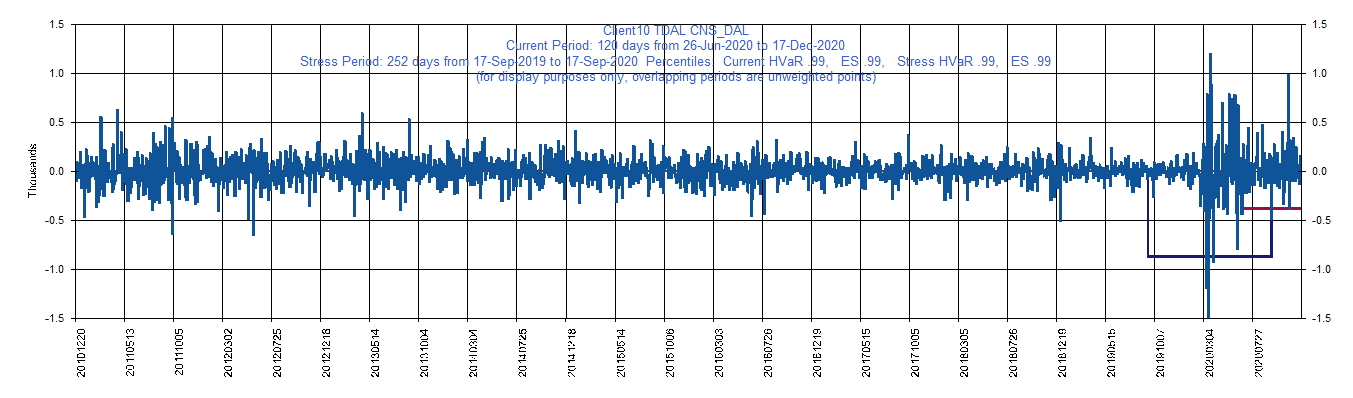 Client10 TDAL CNS_DAL
Current Period: 120 days from 26-Jun-2020 to 17-Dec-2020
Stress Period: 252 days from 17-Sep-2019 to 17-Sep-2020 Percentiles: Current HVaR .99, ES .99, Stress HVaR .99, ES .99
(for display purposes only, overlapping periods are unweighted points)
1.5 1.5
1.0 1.0
0.5 0.5
0.0 0.0
-0.5 -0.5
-1.0 -1.0
-1.5 -1.5
Thousands
20101220 20110513 20111005 20120302 20120725 20121218 20130514 20131004 20140304 20140725 20141218 20150514 20151006 20160303 20160726 20161219 20170515 20171005 20180305 20180726 20181219 20190515 20191007 20200304 20200727